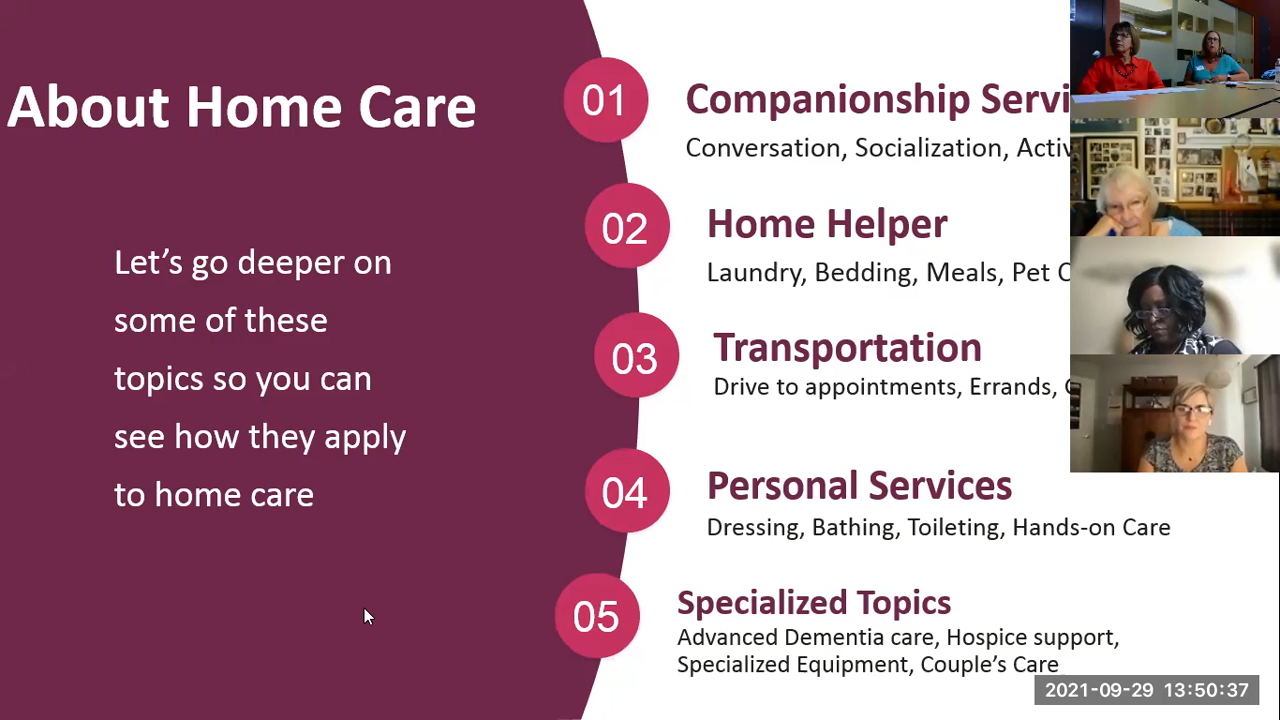 About Home Care
Let's go deeper on
some of these
topics so you can
see how they apply
to home care
01
Companionship
Conversation, Socialization,
02
Home Helper
Laundry, Bedding, Meals, Pet
03
Transportation
Drive to appointments, Errands,
04
Personal Services
Dressing, Bathing, Toileting, Hands-on Care
05
Specialized Topics
Advanced Dementia care, Hospice support,
Specialized Equipment, Couple's Care
2021-09-29 13:50:37